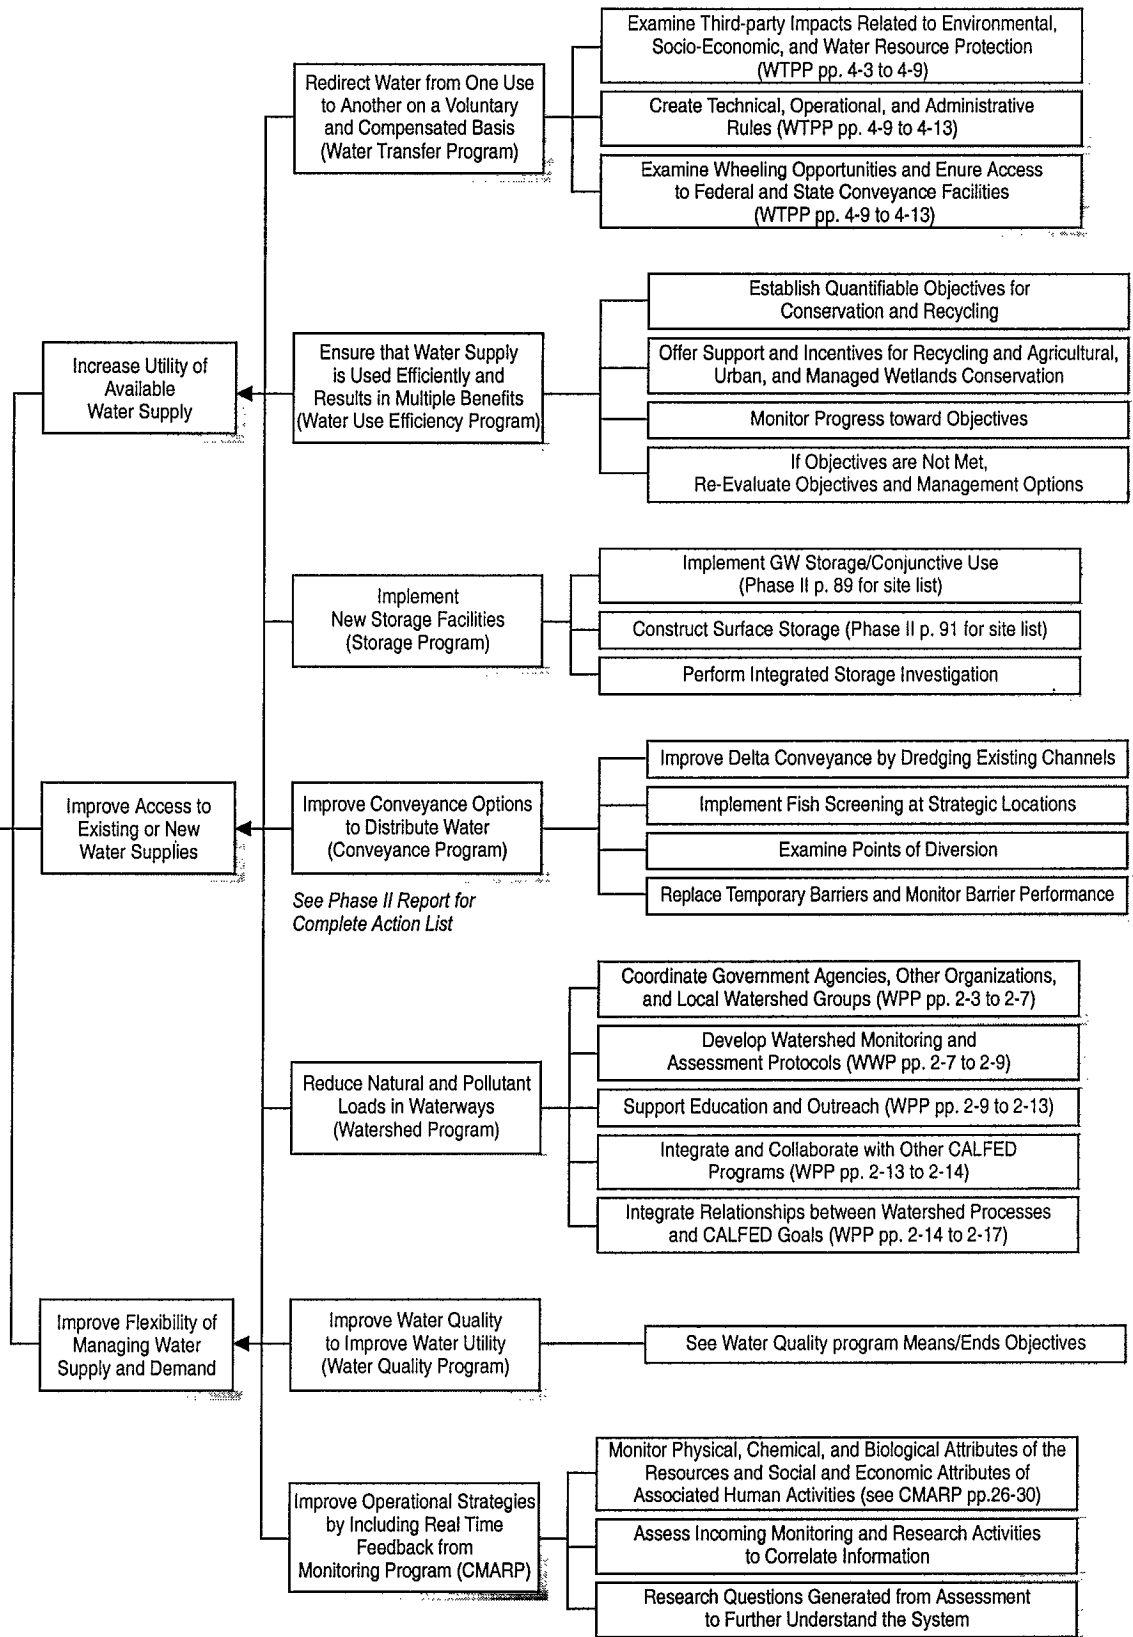 Examine Third-party Impacts Related to Environmental,
Socio-Economic, and Water Resource Protection
(WTPP pp. 4-3 to 4-9)
Redirect Water from One Use
to Another on a Voluntary
and Compensated Basis
(Water Transfer Program)
Create Technical, Operational, and Administrative
Rules (WTPP pp. 4-9 to 4-13)
Examine Wheeling Opportunities and Enure Access
to Federal and State Conveyance Facilities
(WTPP pp. 4-9 to 4-13)
Increase Utility of
Available
Water Supply
Ensure that Water Supply
is Used Efficiently and
Results in Multiple Benefits
(Water Use Efficiency Program)
Establish Quantifiable Objectives for
Conservation and Recycling
Offer Support and Incentives for Recycling and Agricultural,
Urban, and Managed Wetlands Conservation
Monitor Progress toward Objectives
If Objectives are Not Met,
Re-Evaluate Objectives and Management Options
Implement
New Storage Facilities
(Storage Program)
Implement GW Storage/Conjunctive Use
(Phase II p. 89 for site list)
Construct Surface Storage (Phase II p. 91 for site list)
Perform Integrated Storage Investigation
Improve Access to
Existing or New
Water Supplies
Improve Conveyance Options
to Distribute Water
(Conveyance Program)
See Phase II Report for
Complete Action List
Improve Delta Conveyance by Dredging Existing Channels
Implement Fish Screening at Strategic Locations
Examine Points of Diversion
Replace Temporary Barriers and Monitor Barrier Performance
Reduce Natural and Pollutant
Loads in Waterways
(Watershed Program)
Coordinate Government Agencies, Other Organizations,
and Local Watershed Groups (WPP pp. 2-3 to 2-7)
Develop Watershed Monitoring and
Assessment Protocols (WWP pp. 2-7 to 2-9)
Support Education and Outreach (WPP pp. 2-9 to 2-13)
Integrate and Collaborate with Other CALFED
Programs (WPP pp. 2-13 to 2-14)
Integrate Relationships between Watershed Processes
and CALFED Goals (WPP pp. 2-14 to 2-17)
Improve Flexibility of
Managing Water
Supply and Demand
Improve Water Quality
to Improve Water Utility
(Water Quality Program)
See Water Quality program Means/Ends Objectives
Improve Operational Strategies
by Including Real Time
Feedback from
Monitoring Program (CMARP)
Monitor Physical, Chemical, and Biological Attributes of the
Resources and Social and Economic Attributes of
Associated Human Activities (see CMARP pp.26-30)
Assess Incoming Monitoring and Research Activities
to Correlate Information
Research Questions Generated from Assessment
to Further Understand the System